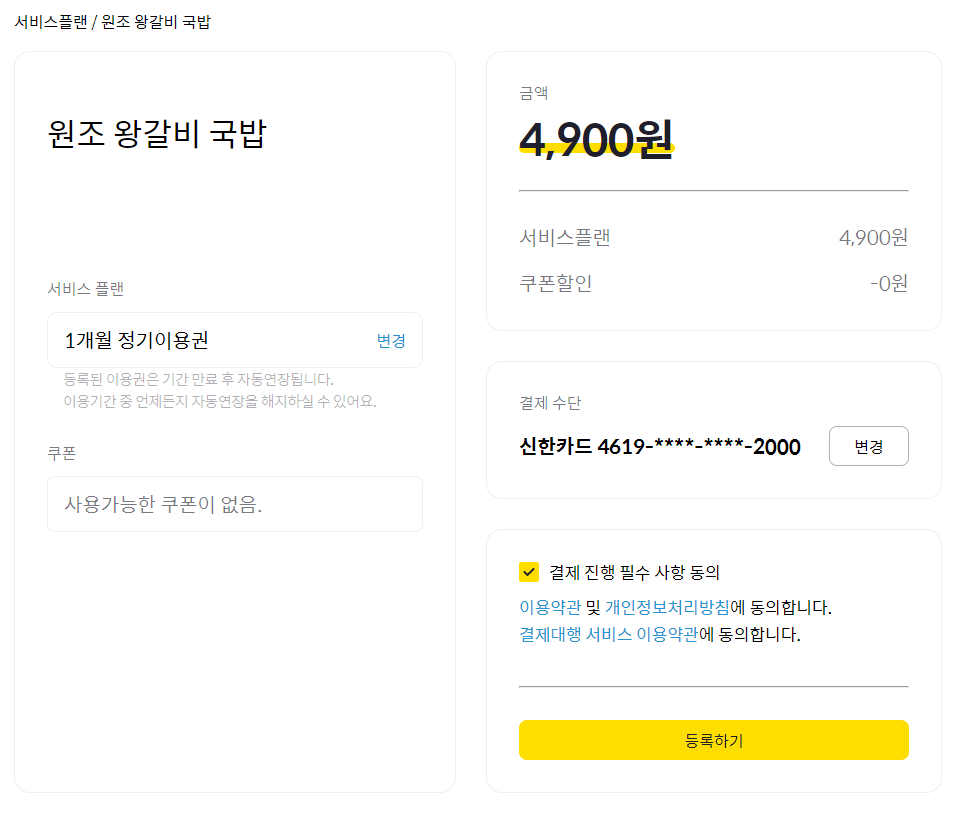 서비스플랜 / 원조 왕갈비 국밥
원조 왕갈비 국밥
서비스 플랜
1개월 정기이용권 변경
등록된 이용권은 기간 만료 후 자동연장됩니다.
이용기간 중 언제든지 자동연장을 해지하실 수 있어요.
쿠폰
사용가능한 쿠폰이 없음.
금액
4,900원
서비스플랜 4,900원
쿠폰할인 -0원
결제 수단
신한카드 4619-****-****-2000 변경
결제 진행 필수 사항 동의
이용약관 및 개인정보처리방침에 동의합니다.
결제대행 서비스 이용약관에 동의합니다.
등록하기